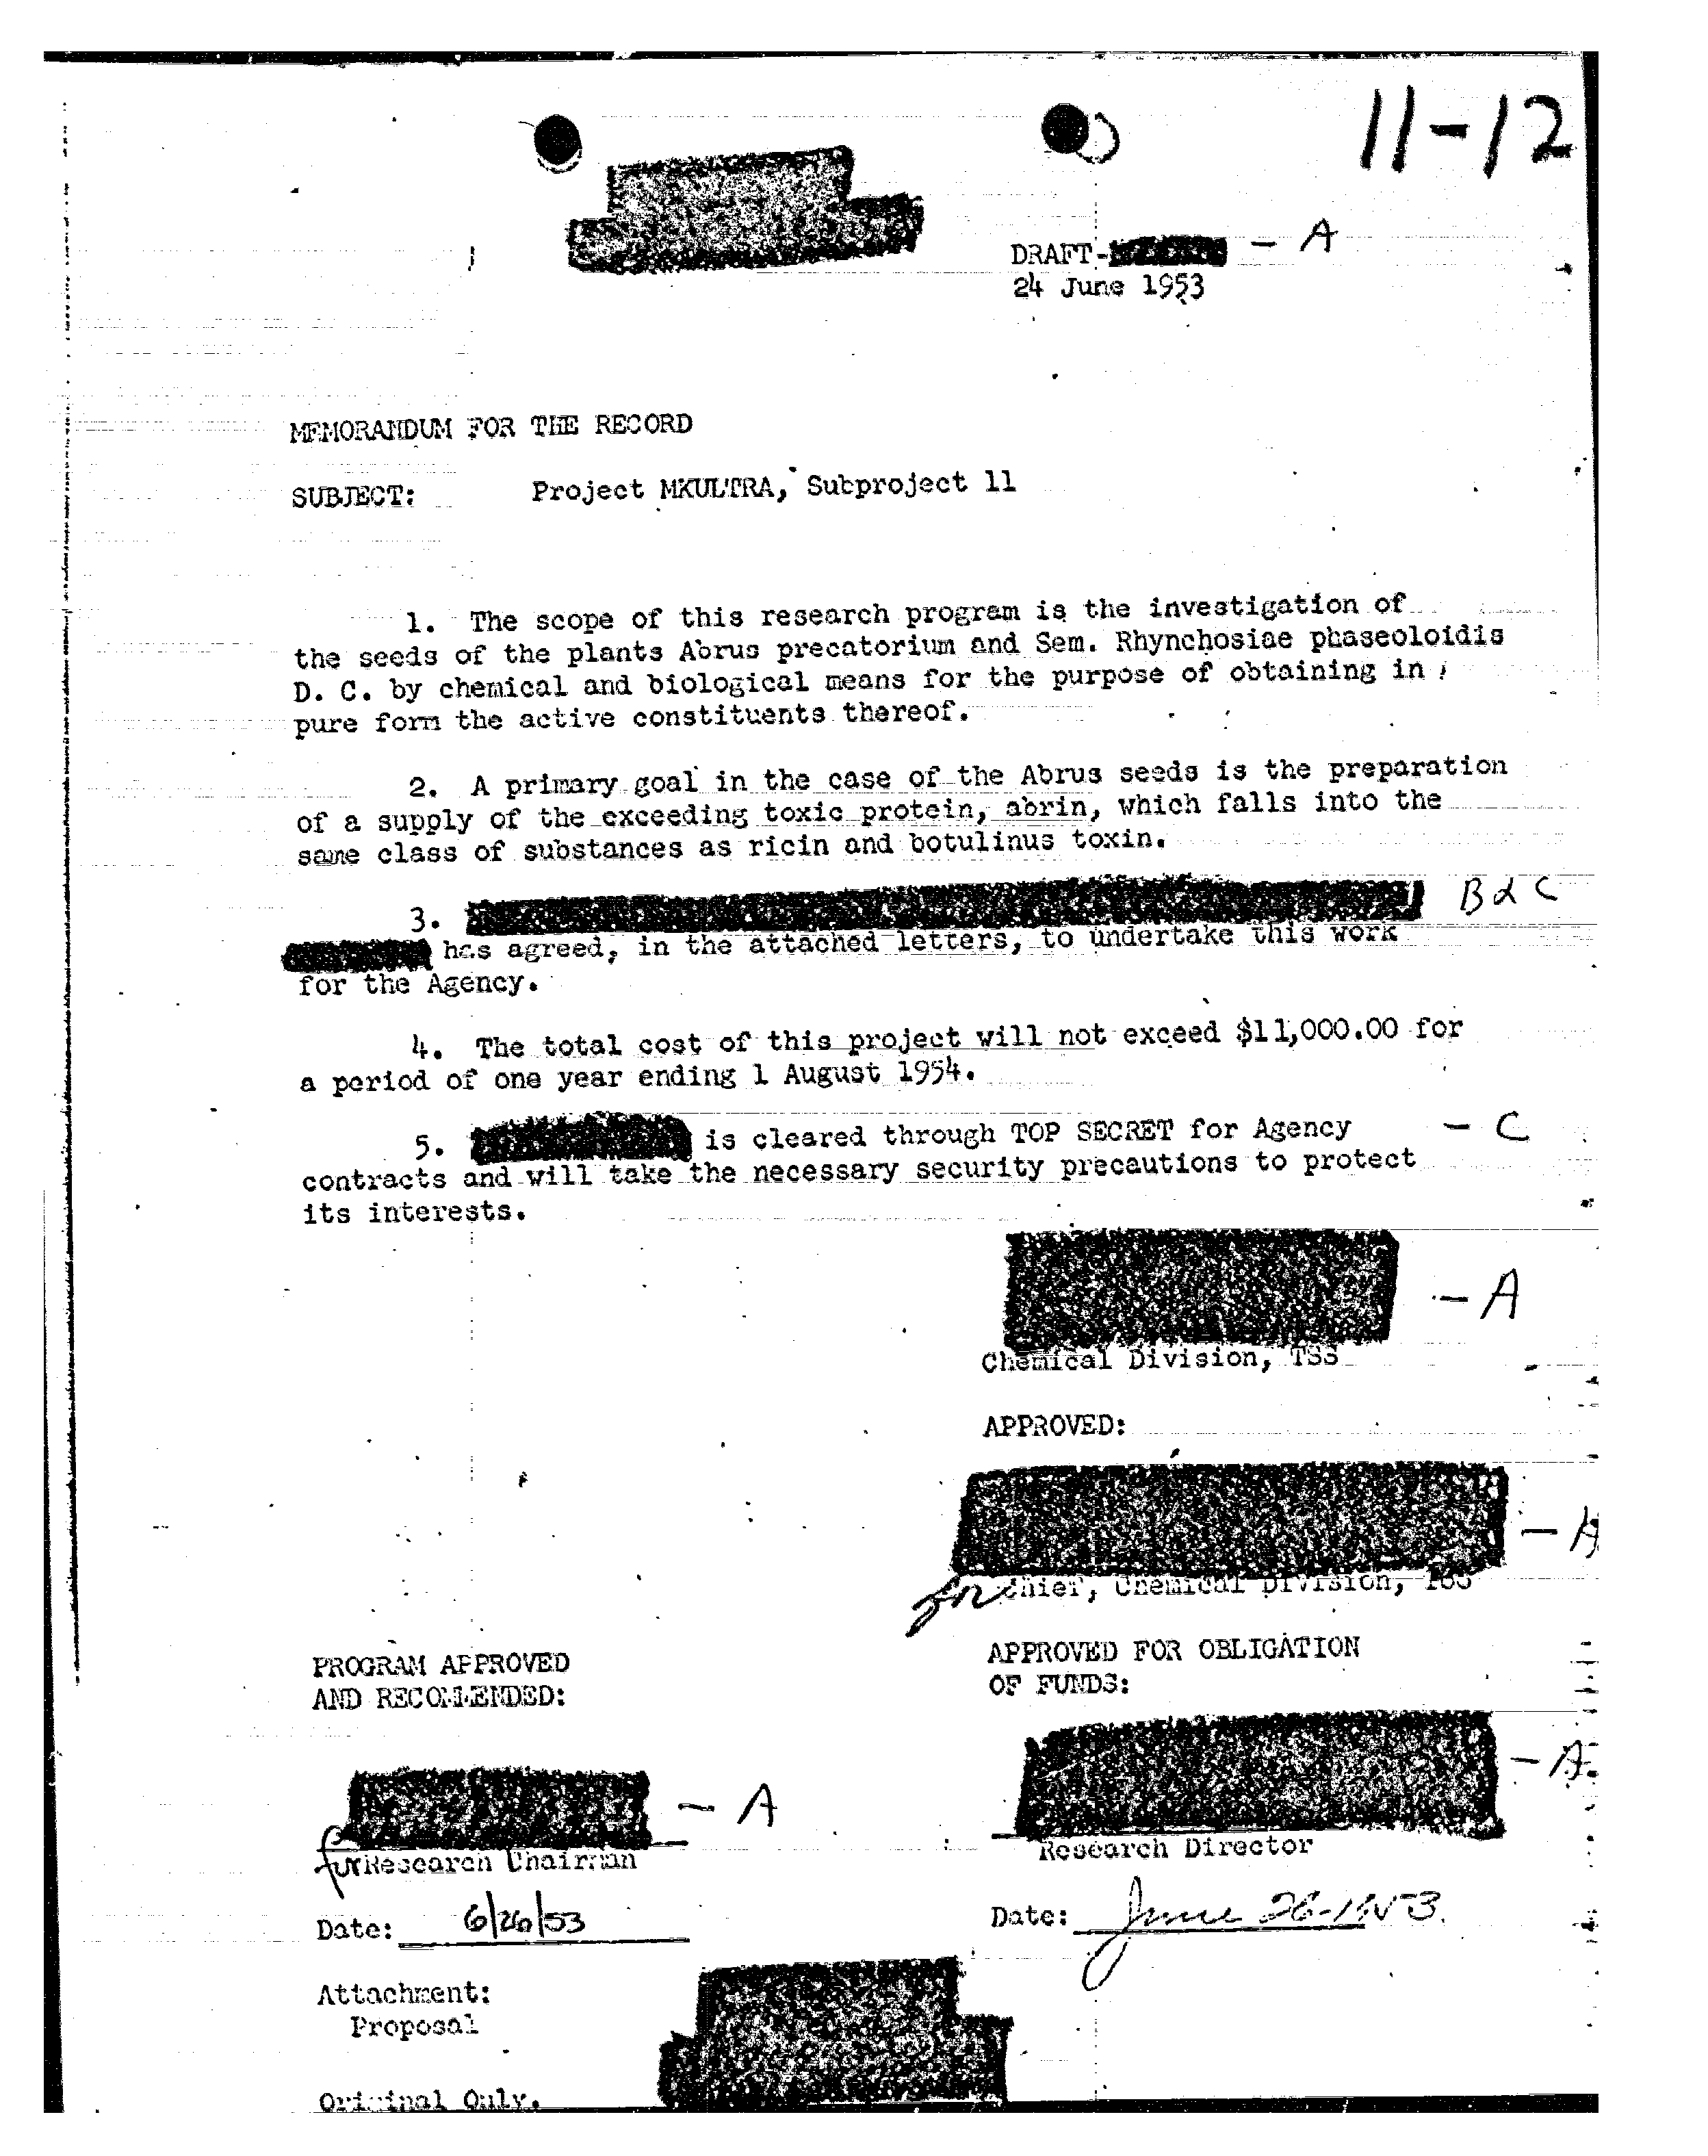 11-12
DRAFT- - A
24 June 1953
MEMORANDUM FOR THE RECORD
SUBJECT: Project MKULTRA, Subproject 11
1. The scope of this research program is the investigation of
the seeds of the plants Abrus precatorium and Sem. Rhynchosiae phaseoloidis
D. C. by chemical and biological means for the purpose of obtaining in
pure form the active constituents thereof.
2. A primary goal in the case of the Abrus seeds is the preparation
of a supply of the exceeding toxic protein, abrin, which falls into the
same class of substances as ricin and botulinus toxin.
3. B & C
has agreed, in the attached letters, to undertake this work
for the Agency.
4. The total cost of this project will not exceed $11,000.00 for
a period of one year ending 1 August 1954.
5. is cleared through TOP SECRET for Agency - C
contracts and will take the necessary security precautions to protect
its interests.
- A
Chemical Division, TSS
APPROVED:
- A
for Chief, Chemical Division, TSS
PROGRAM APPROVED
AND RECOMMENDED:
APPROVED FOR OBLIGATION
OF FUNDS:
- A
- A
for Research Chairman
Research Director
Date: 6/26/53
Date: June 26-1953.
Attachment:
Proposal
Original Only.